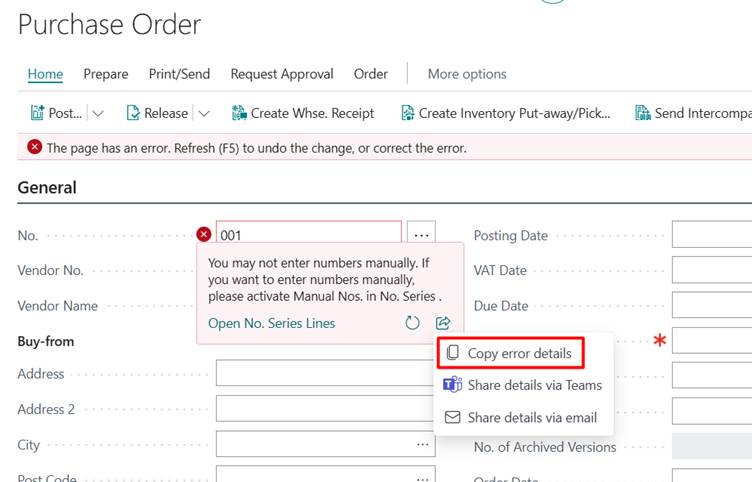 Purchase Order
Home Prepare Print/Send Request Approval Order More options
Post... Release Create Whse. Receipt Create Inventory Put-away/Pick... Send Intercompa
The page has an error. Refresh (F5) to undo the change, or correct the error.
General
No. 001 ... Posting Date
You may not enter numbers manually. If
you want to enter numbers manually,
please activate Manual Nos. in No. Series .
Open No. Series Lines
Vendor No. VAT Date
Vendor Name Due Date
Buy-from
Copy error details
Share details via Teams
Share details via email
Address
Address 2
City ... No. of Archived Versions
Post Code ... Order Date